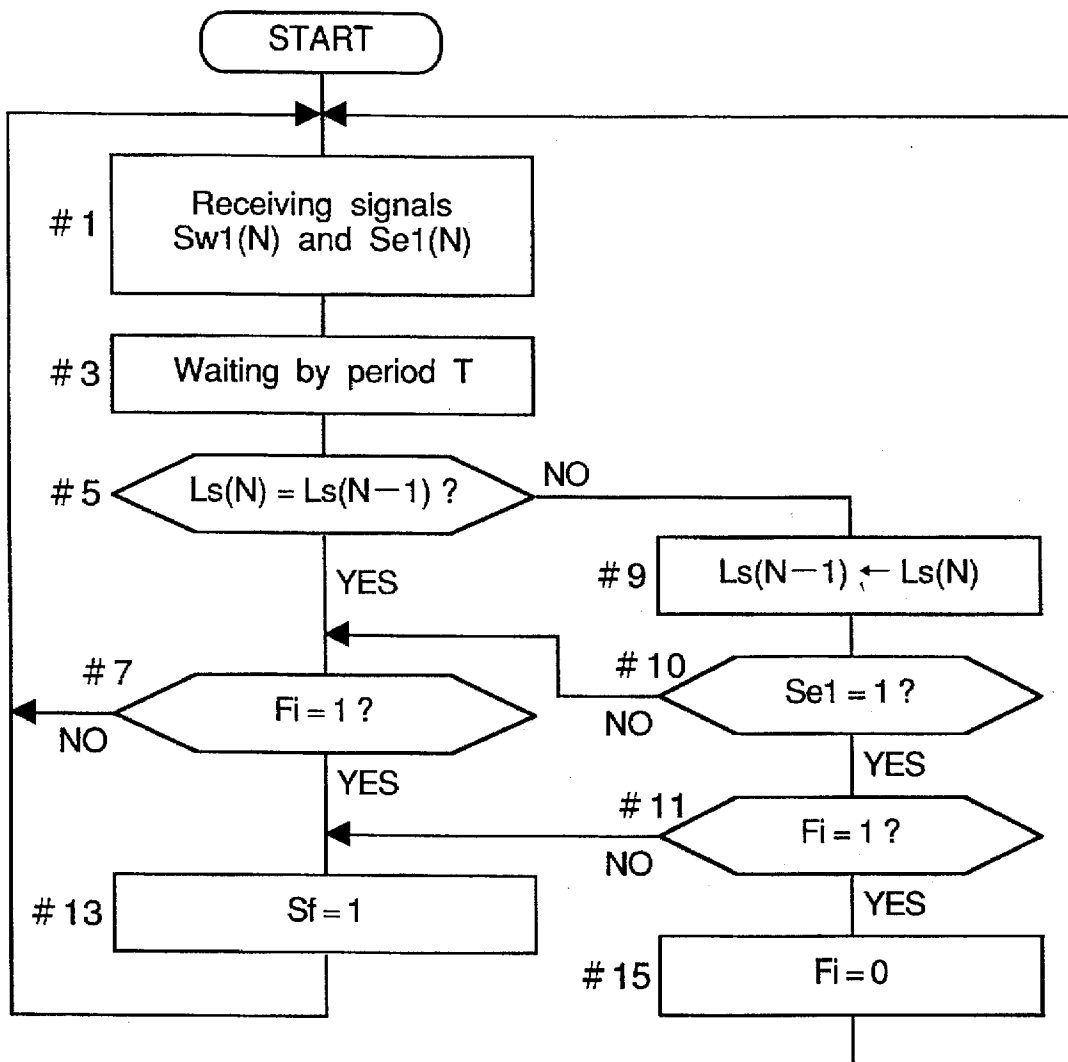 START
Receiving signals
Sw1(N) and Se1(N)
#1
Waiting by period T
#3
Ls(N) = Ls(N−1) ?
#5
NO
YES
#9
Ls(N−1) ← Ls(N)
#7
Fi = 1 ?
NO
YES
#10
Se1 = 1 ?
NO
YES
#11
Fi = 1 ?
NO
YES
#13
Sf = 1
#15
Fi = 0